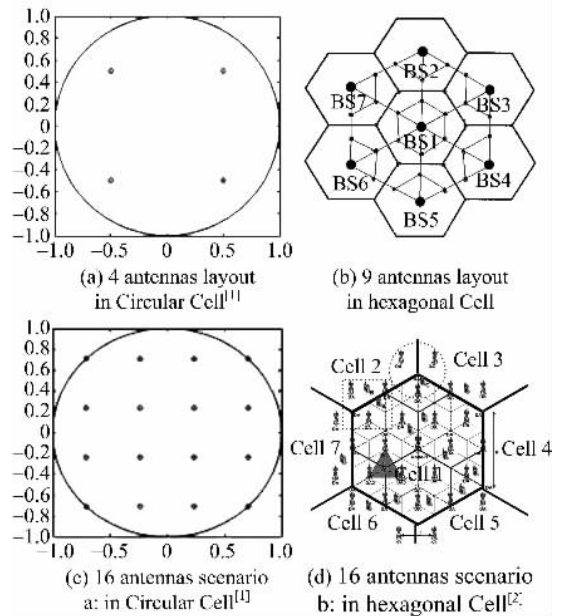 1.0
0.8
0.6
0.4
0.2
0
−0.2
−0.4
−0.6
−0.8
−1.0
−1.0 −0.5 0 0.5 1.0
(a) 4 antennas layout
in Circular Cell[1]
BS2
BS7
BS3
BS1
BS6
BS4
BS5
(b) 9 antennas layout
in hexagonal Cell
1.0
0.8
0.6
0.4
0.2
0
−0.2
−0.4
−0.6
−0.8
−1.0
−1.0 −0.5 0 0.5 1.0
(c) 16 antennas scenario
a: in Circular Cell[1]
Cell 2
Cell 3
Cell 7
Cell 4
Cell 1
Cell 6
Cell 5
(d) 16 antennas scenario
b: in hexagonal Cell[2]